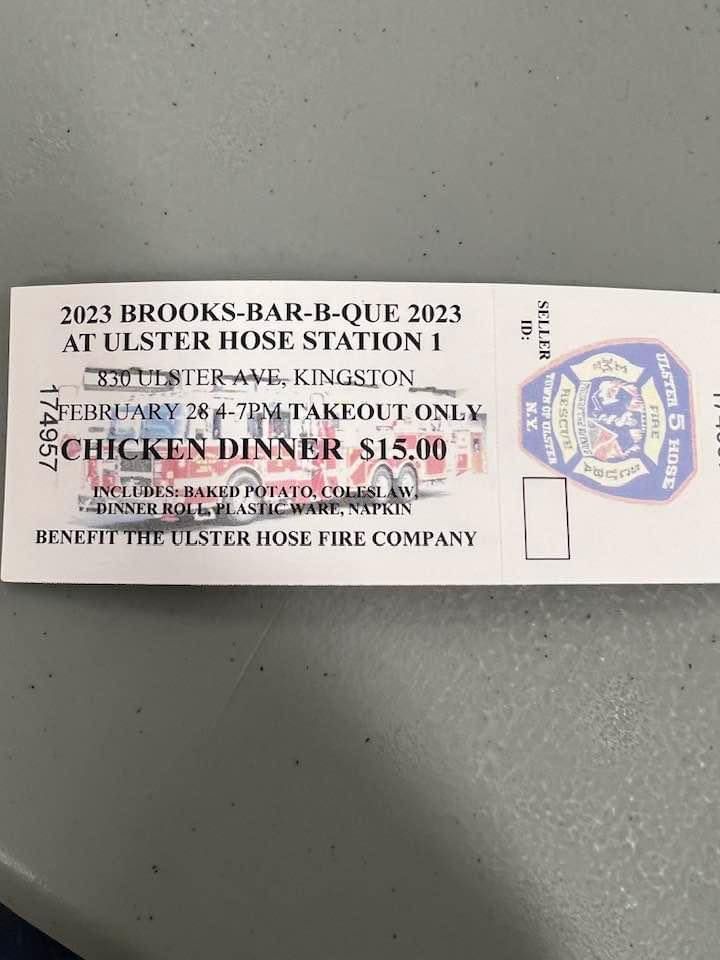 2023 BROOKS-BAR-B-QUE 2023
AT ULSTER HOSE STATION 1
830 ULSTER AVE, KINGSTON
FEBRUARY 28 4-7PM TAKEOUT ONLY
CHICKEN DINNER $15.00
INCLUDES: BAKED POTATO, COLESLAW,
DINNER ROLL, PLASTIC WARE, NAPKIN
BENEFIT THE ULSTER HOSE FIRE COMPANY
174957
SELLER
ID:
ULSTER 5 HOSE
FIRE
RESCUE
SCUBA
TOWN OF ULSTER
N.Y.